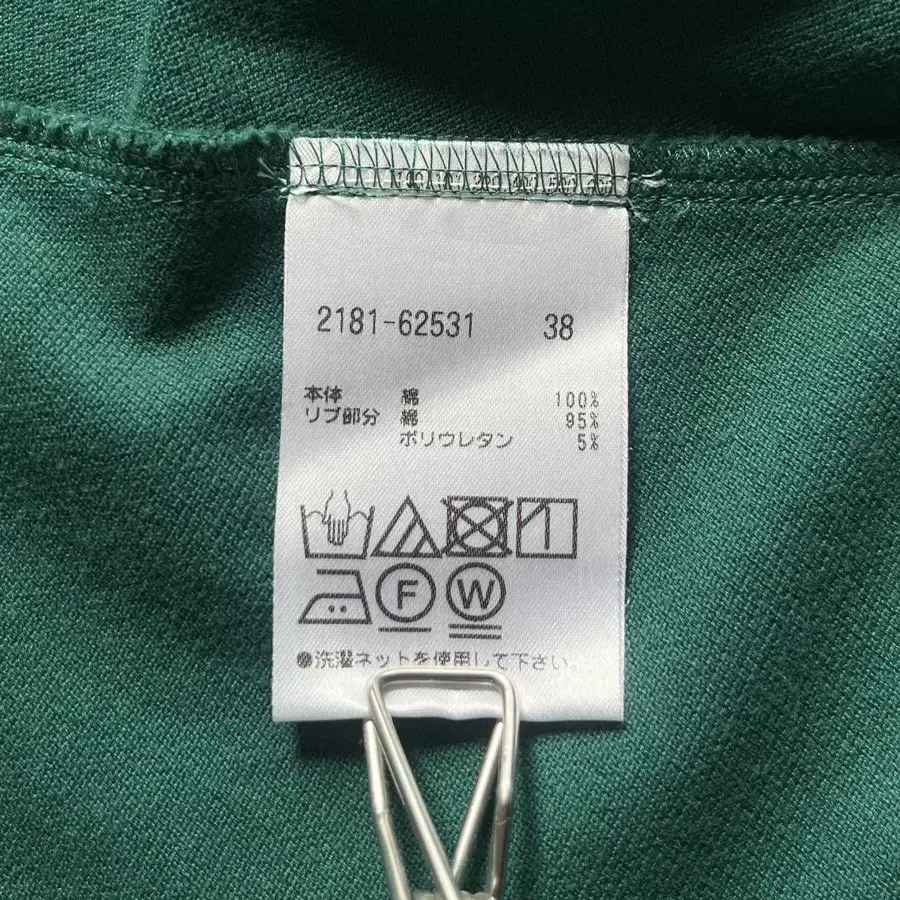 2181-62531 38
本体 綿 100%
リブ部分 綿 95%
ポリウレタン 5%
F W
●洗濯ネットを使用して下さい。